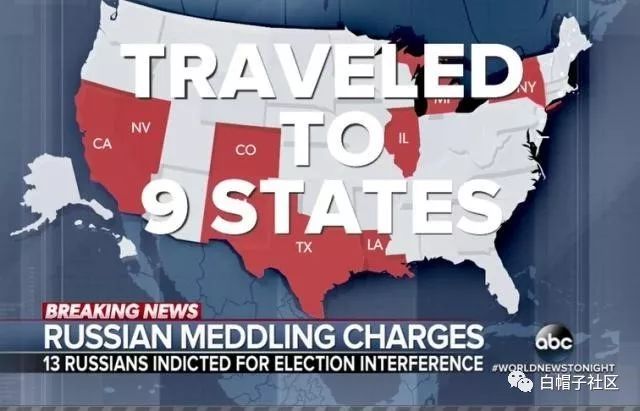 TRAVELED
TO
9 STATES
CA
NV
CO
TX
LA
IL
MI
NY
BREAKING NEWS
RUSSIAN MEDDLING CHARGES
13 RUSSIANS INDICTED FOR ELECTION INTERFERENCE
abc
#WORLDNEWSTONIGHT
白帽子社区